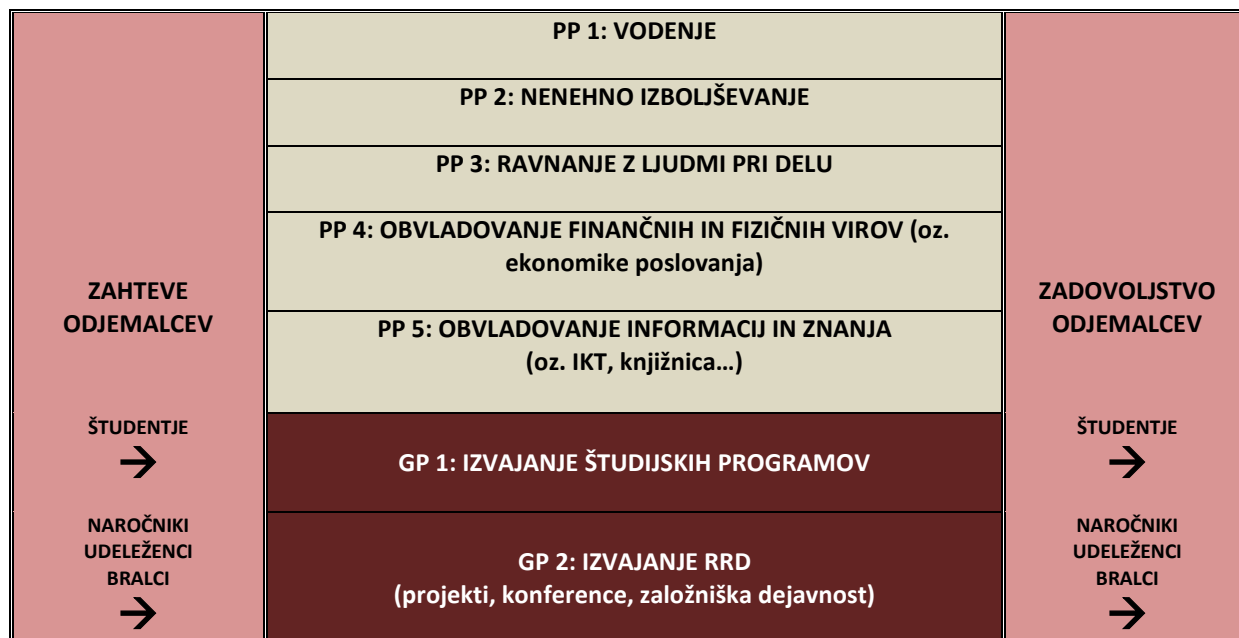 ZAHTEVE
ODJEMALCEV
ŠTUDENTJE
→
NAROČNIKI
UDELEŽENCI
BRALCI
→
PP 1: VODENJE
PP 2: NENEHNO IZBOLJŠEVANJE
PP 3: RAVNANJE Z LJUDMI PRI DELU
PP 4: OBVLADOVANJE FINANČNIH IN FIZIČNIH VIROV (oz.
ekonomike poslovanja)
PP 5: OBVLADOVANJE INFORMACIJ IN ZNANJA
(oz. IKT, knjižnica…)
GP 1: IZVAJANJE ŠTUDIJSKIH PROGRAMOV
GP 2: IZVAJANJE RRD
(projekti, konference, založniška dejavnost)
ZADOVOLJSTVO
ODJEMALCEV
ŠTUDENTJE
→
NAROČNIKI
UDELEŽENCI
BRALCI
→